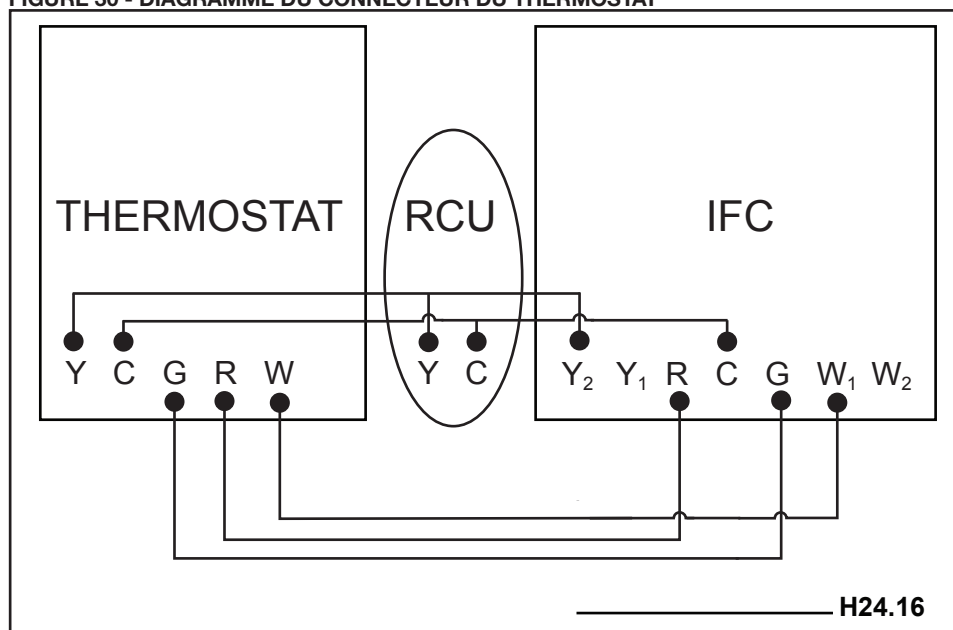 FIGURE 30 - DIAGRAMME DU CONNECTEUR DU THERMOSTAT
THERMOSTAT RCU IFC
Y C G R W Y C Y₂ Y₁ R C G W₁ W₂
H24.16